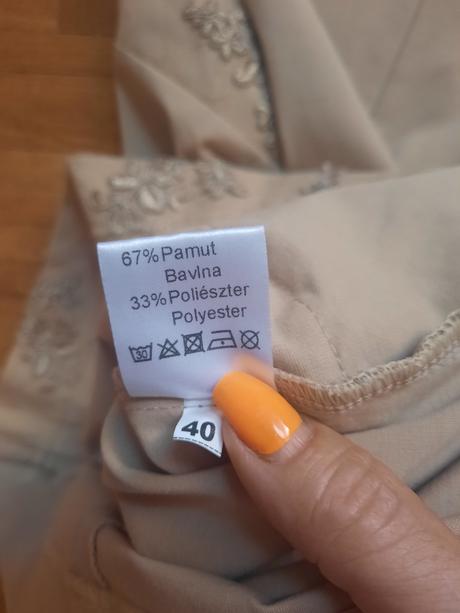 67%Pamut
Bavlna
33%Poliészter
Polyester
30
40